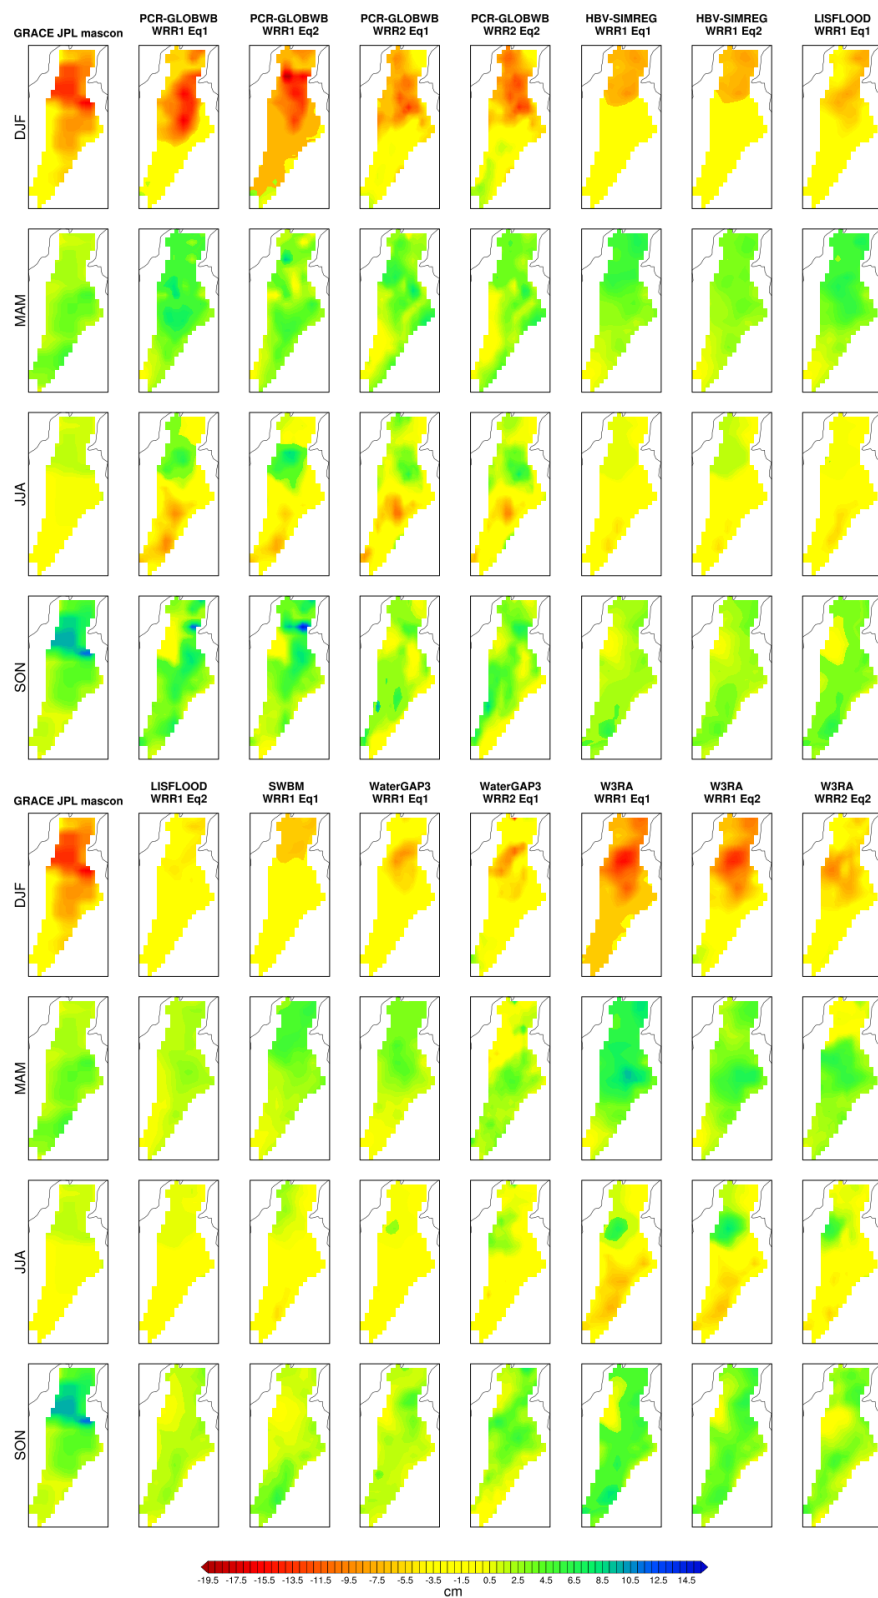 GRACE JPL mascon
PCR-GLOBWB
WRR1 Eq1
PCR-GLOBWB
WRR1 Eq2
PCR-GLOBWB
WRR2 Eq1
PCR-GLOBWB
WRR2 Eq2
HBV-SIMREG
WRR1 Eq1
HBV-SIMREG
WRR1 Eq2
LISFLOOD
WRR1 Eq1
DJF
MAM
JJA
SON
GRACE JPL mascon
LISFLOOD
WRR1 Eq2
SWBM
WRR1 Eq1
WaterGAP3
WRR1 Eq1
WaterGAP3
WRR2 Eq1
W3RA
WRR1 Eq1
W3RA
WRR1 Eq2
W3RA
WRR2 Eq2
DJF
MAM
JJA
SON
-19.5 -17.5 -15.5 -13.5 -11.5 -9.5 -7.5 -5.5 -3.5 -1.5 0.5 2.5 4.5 6.5 8.5 10.5 12.5 14.5
cm